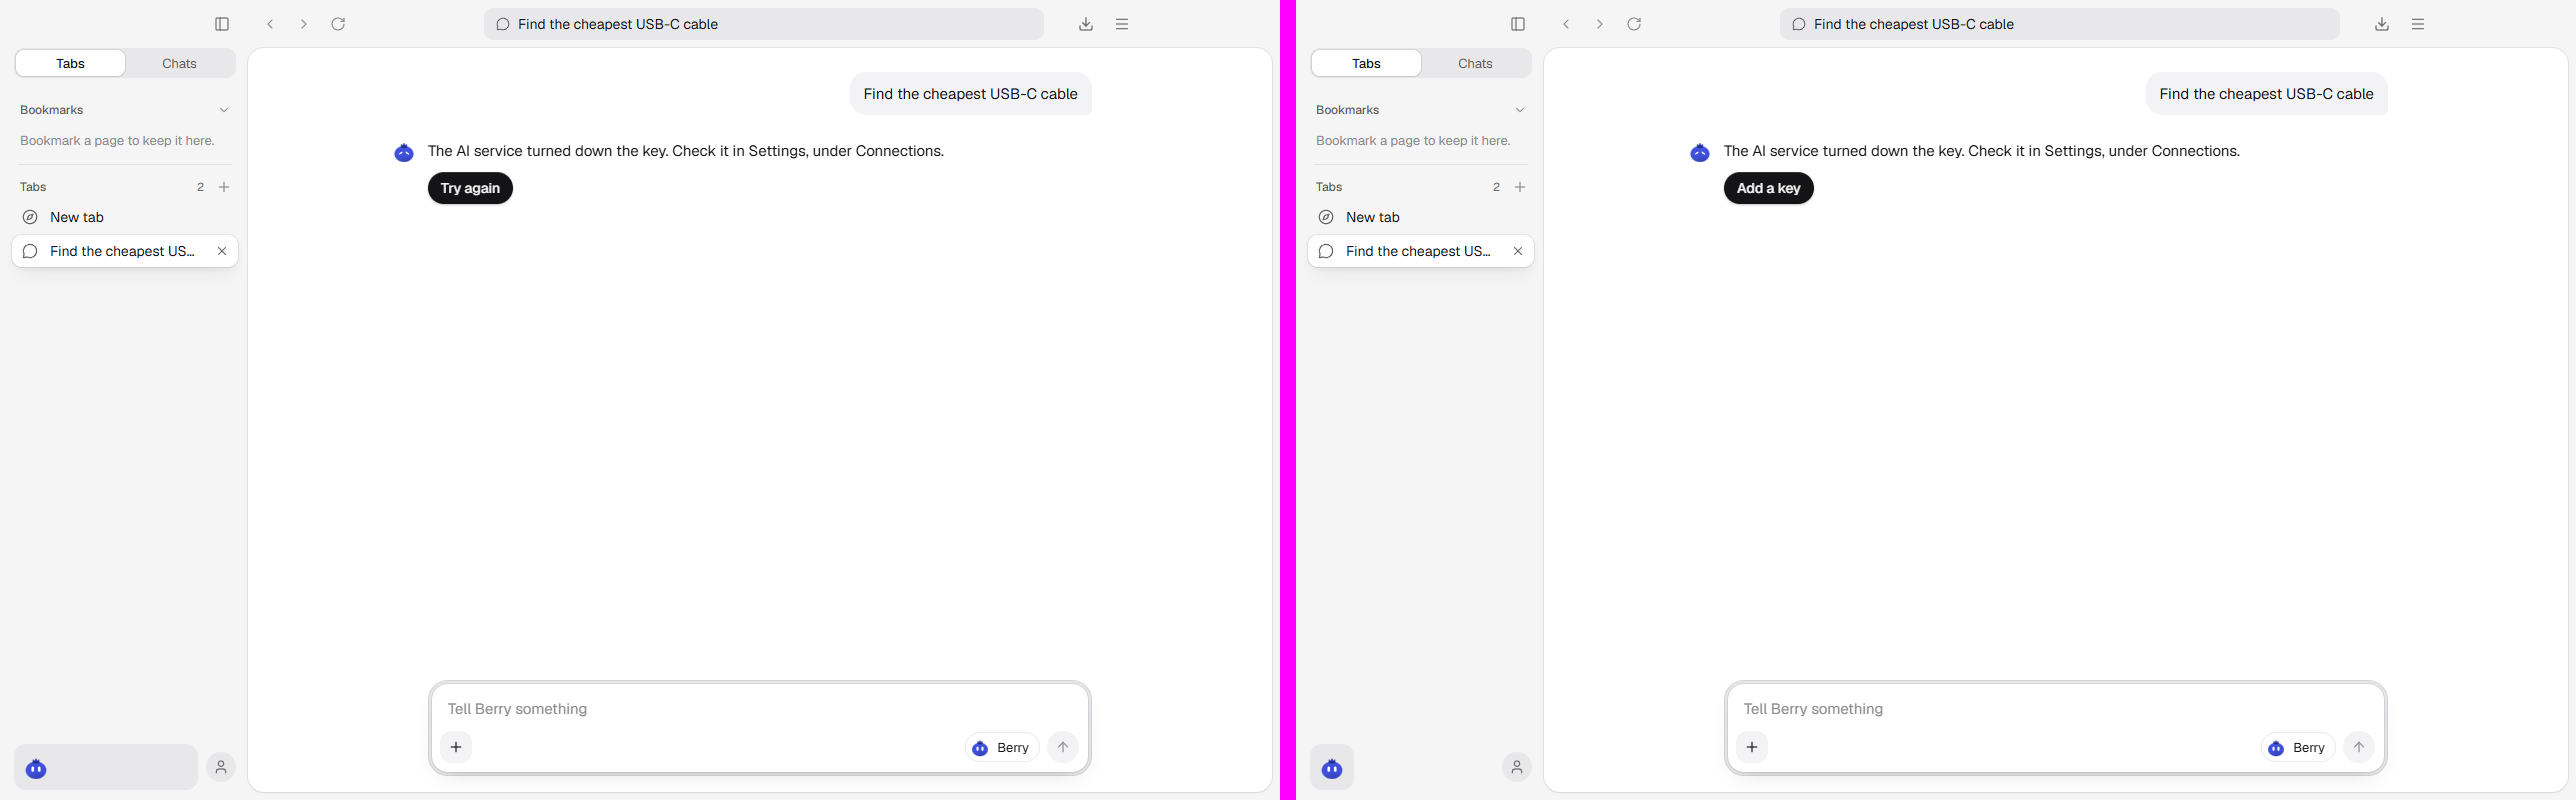 Find the cheapest USB-C cable
Tabs
Chats
Find the cheapest USB-C cable
Bookmarks
Bookmark a page to keep it here.
The AI service turned down the key. Check it in Settings, under Connections.
Try again
Tabs 2
New tab
Find the cheapest US...
Tell Berry something
Berry
Find the cheapest USB-C cable
Tabs
Chats
Find the cheapest USB-C cable
Bookmarks
Bookmark a page to keep it here.
The AI service turned down the key. Check it in Settings, under Connections.
Add a key
Tabs 2
New tab
Find the cheapest US...
Tell Berry something
Berry